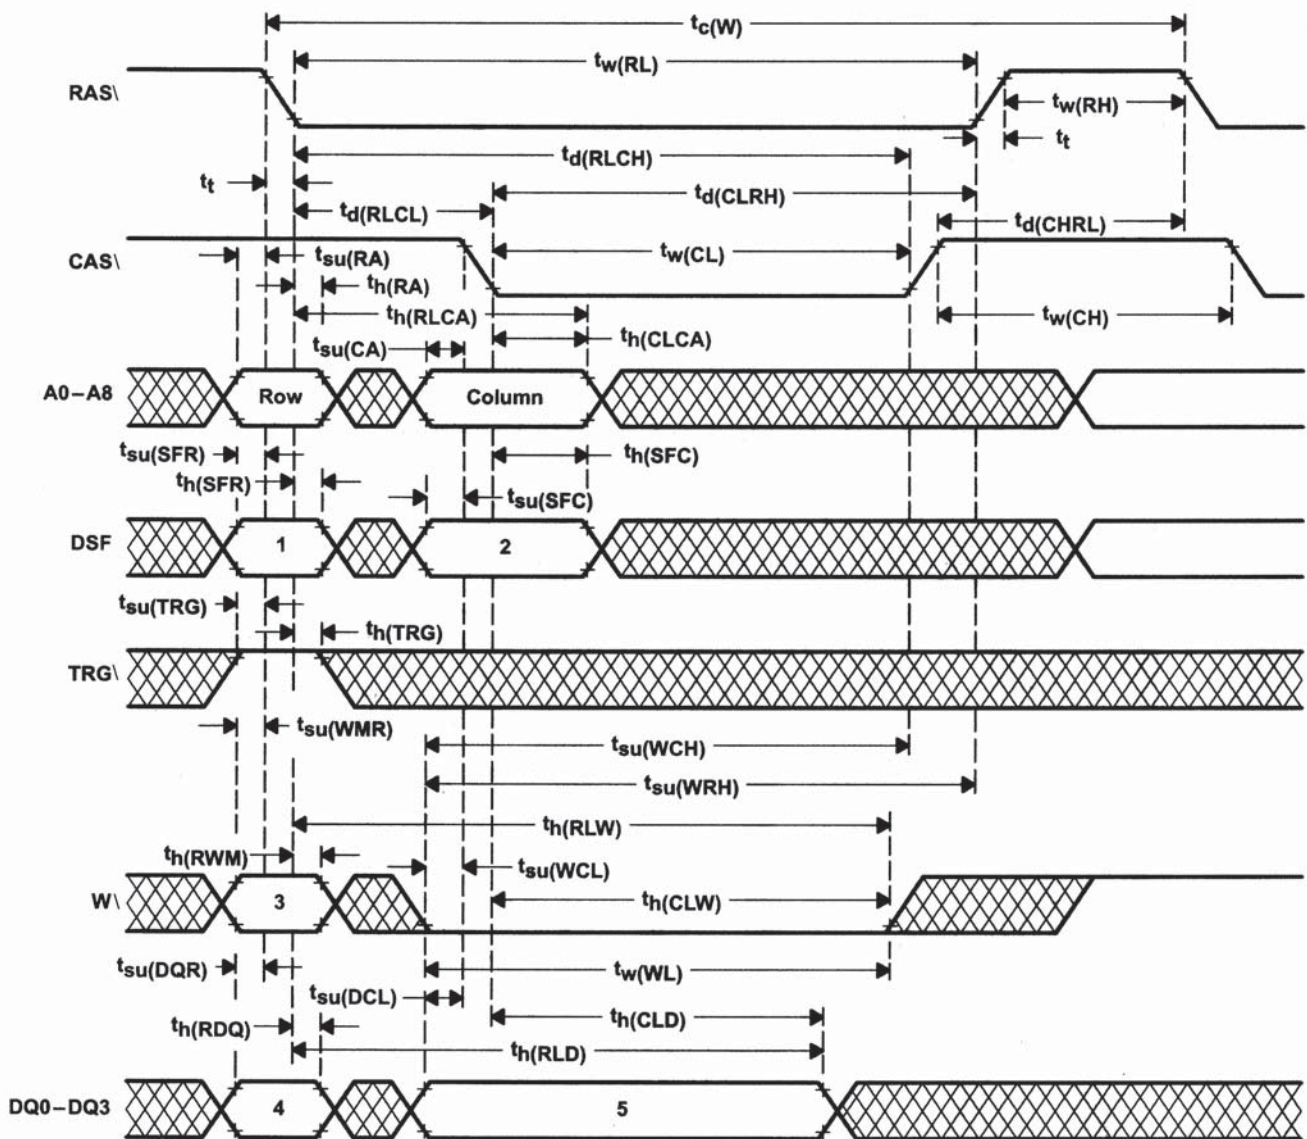 tc(W)
tw(RL)
RAS\
tw(RH)
td(RLCH)
tt
tt
td(CLRH)
td(RLCL)
td(CHRL)
CAS\
tsu(RA)
tw(CL)
th(RA)
th(RLCA)
tw(CH)
tsu(CA)
th(CLCA)
A0–A8
Row
Column
tsu(SFR)
th(SFC)
th(SFR)
tsu(SFC)
DSF
1
2
tsu(TRG)
th(TRG)
TRG\
tsu(WMR)
tsu(WCH)
tsu(WRH)
th(RLW)
th(RWM)
tsu(WCL)
W\
3
th(CLW)
tsu(DQR)
tw(WL)
tsu(DCL)
th(CLD)
th(RDQ)
th(RLD)
DQ0–DQ3
4
5